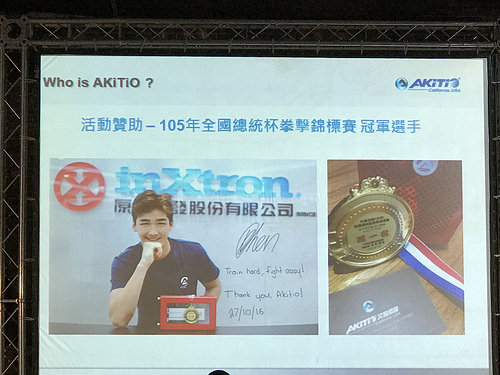 Who is AKiTiO ?
AKiTiO
California, USA
活動贊助 – 105年全國總統杯拳擊錦標賽 冠軍選手
inXtron
股份有限公司
Train hard, fight easy!
Thank you, Akitio!
27/10/16
AKiTiO